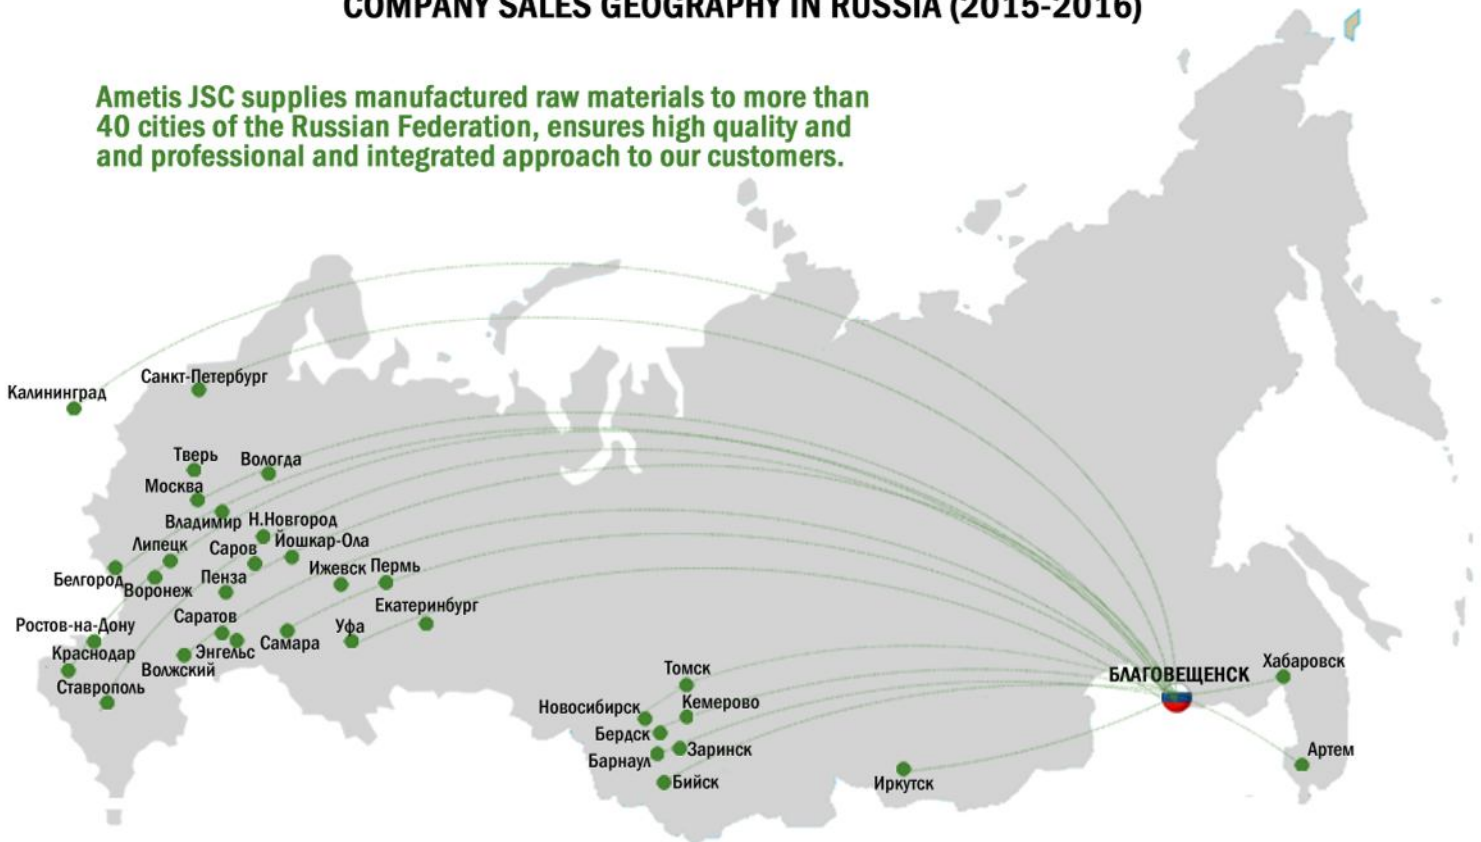 COMPANY SALES GEOGRAPHY IN RUSSIA (2015-2016)
Ametis JSC supplies manufactured raw materials to more than
40 cities of the Russian Federation, ensures high quality and
and professional and integrated approach to our customers.
Санкт-Петербург
Калининград
Тверь
Вологда
Москва
Владимир
Н.Новгород
Йошкар-Ола
Липецк
Саров
Белгород
Воронеж
Пенза
Ижевск
Пермь
Екатеринбург
Саратов
Ростов-на-Дону
Уфа
Самара
Энгельс
Краснодар
Волжский
Ставрополь
Томск
Новосибирск
Кемерово
Бердск
Заринск
Барнаул
Бийск
Иркутск
БЛАГОВЕЩЕНСК
Хабаровск
Артем